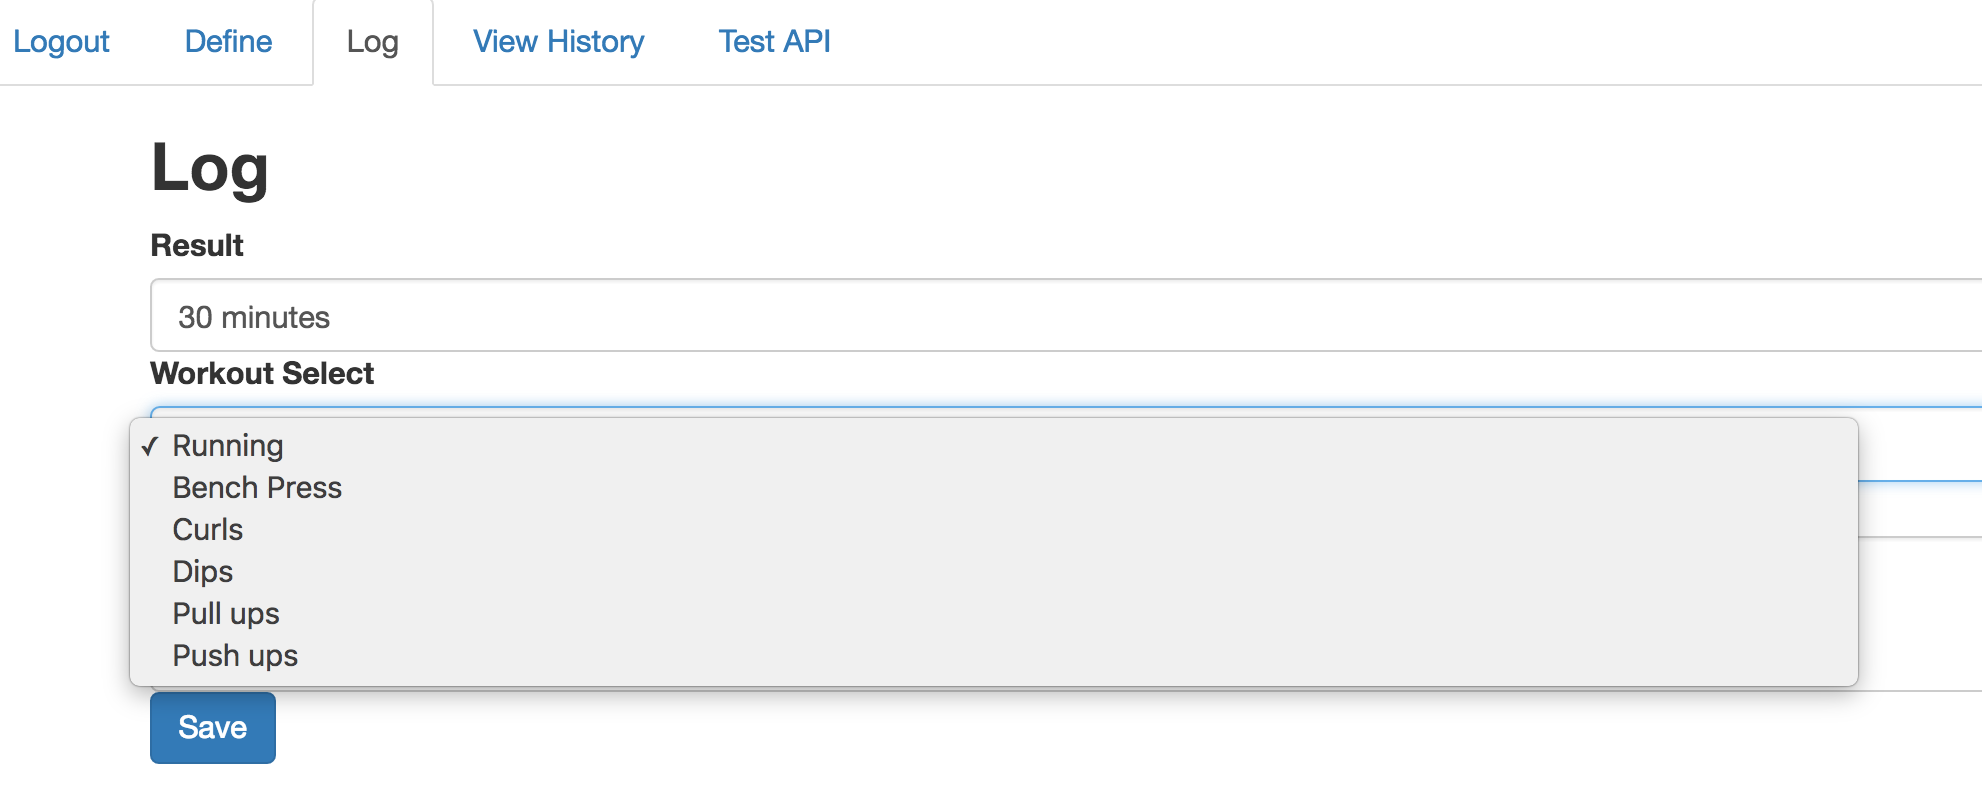 Logout Define Log View History Test API
Log
Result
30 minutes
Workout Select
✓ Running
Bench Press
Curls
Dips
Pull ups
Push ups
Save